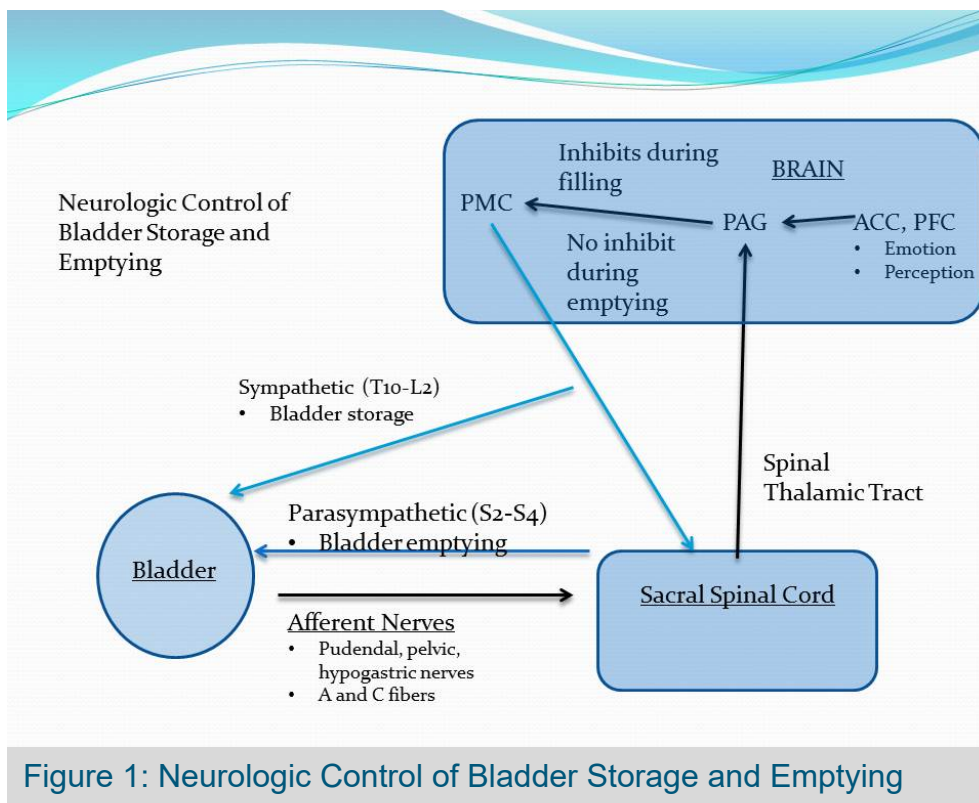 Neurologic Control of
Bladder Storage and
Emptying
Inhibits during
filling
BRAIN
PMC
PAG
ACC, PFC
• Emotion
• Perception
No inhibit
during
emptying
Sympathetic (T10-L2)
• Bladder storage
Spinal
Thalamic Tract
Parasympathetic (S2-S4)
• Bladder emptying
Bladder
Sacral Spinal Cord
Afferent Nerves
• Pudendal, pelvic,
hypogastric nerves
• A and C fibers
Figure 1: Neurologic Control of Bladder Storage and Emptying